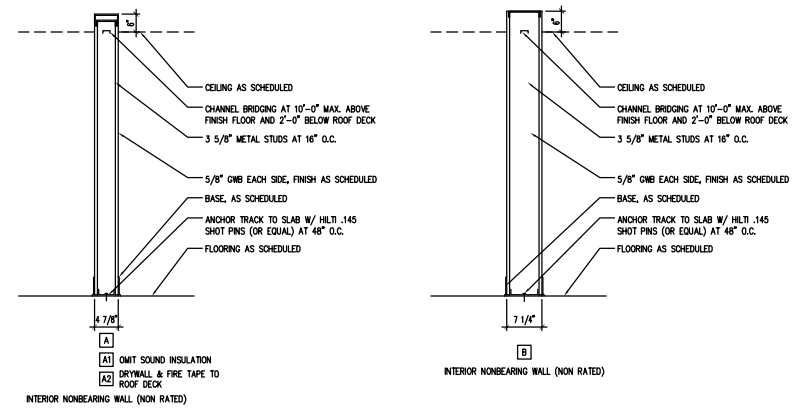 6"
CEILING AS SCHEDULED
CHANNEL BRIDGING AT 10'-0" MAX. ABOVE
FINISH FLOOR AND 2'-0" BELOW ROOF DECK
3 5/8" METAL STUDS AT 16" O.C.
5/8" GWB EACH SIDE, FINISH AS SCHEDULED
BASE, AS SCHEDULED
ANCHOR TRACK TO SLAB W/ HILTI .145
SHOT PINS (OR EQUAL) AT 48" O.C.
FLOORING AS SCHEDULED
4 7/8"
A
A1 OMIT SOUND INSULATION
A2 DRYWALL & FIRE TAPE TO
ROOF DECK
INTERIOR NONBEARING WALL (NON RATED)
6"
CEILING AS SCHEDULED
CHANNEL BRIDGING AT 10'-0" MAX. ABOVE
FINISH FLOOR AND 2'-0" BELOW ROOF DECK
3 5/8" METAL STUDS AT 16" O.C.
5/8" GWB EACH SIDE, FINISH AS SCHEDULED
BASE, AS SCHEDULED
ANCHOR TRACK TO SLAB W/ HILTI .145
SHOT PINS (OR EQUAL) AT 48" O.C.
FLOORING AS SCHEDULED
7 1/4"
B
INTERIOR NONBEARING WALL (NON RATED)